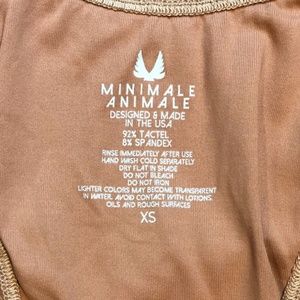 MINIMALE
ANIMALE
DESIGNED & MADE
IN THE USA
92% TACTEL
8% SPANDEX
RINSE IMMEDIATELY AFTER USE
HAND WASH COLD SEPARATELY
DRY FLAT IN SHADE
DO NOT BLEACH
DO NOT IRON
LIGHTER COLORS MAY BECOME TRANSPARENT
IN WATER. AVOID CONTACT WITH LOTIONS,
OILS AND ROUGH SURFACES
XS